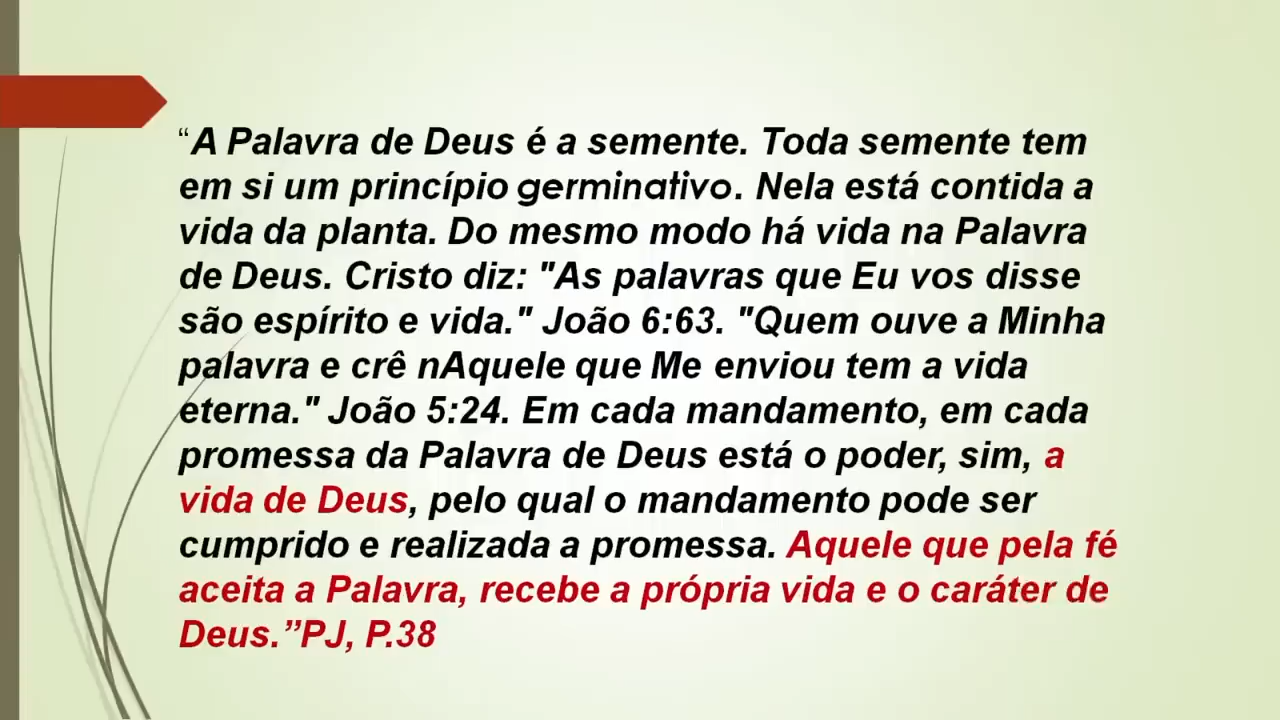 “A Palavra de Deus é a semente. Toda semente tem
em si um princípio germinativo. Nela está contida a
vida da planta. Do mesmo modo há vida na Palavra
de Deus. Cristo diz: "As palavras que Eu vos disse
são espírito e vida." João 6:63. "Quem ouve a Minha
palavra e crê nAquele que Me enviou tem a vida
eterna." João 5:24. Em cada mandamento, em cada
promessa da Palavra de Deus está o poder, sim, a
vida de Deus, pelo qual o mandamento pode ser
cumprido e realizada a promessa. Aquele que pela fé
aceita a Palavra, recebe a própria vida e o caráter de
Deus.”PJ, P.38